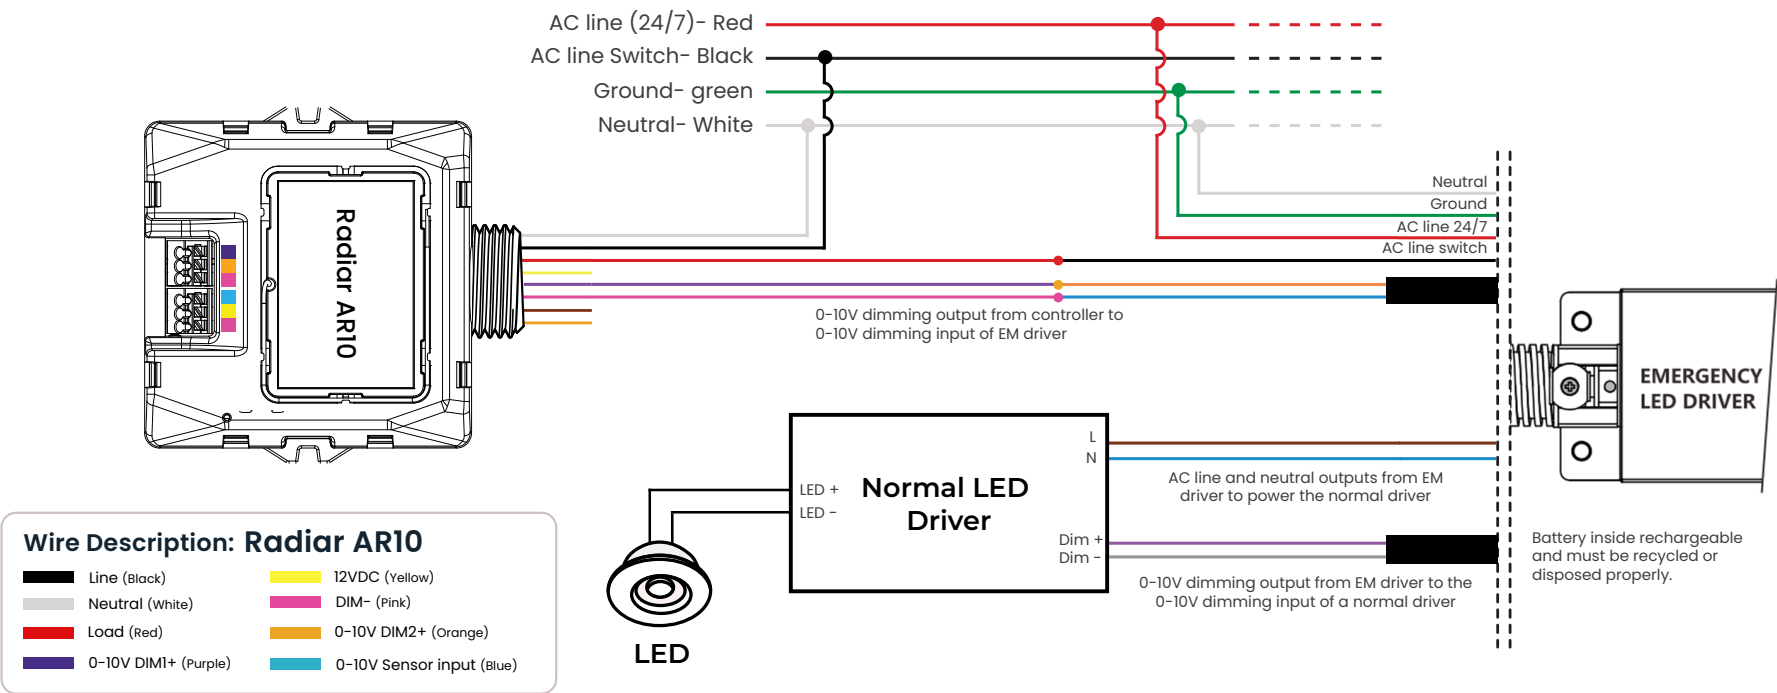 AC line (24/7)- Red
AC line Switch- Black
Ground- green
Neutral- White
Neutral
Ground
AC line 24/7
AC line switch
Radiar AR10
0-10V dimming output from controller to
0-10V dimming input of EM driver
EMERGENCY
LED DRIVER
L
N
AC line and neutral outputs from EM
driver to power the normal driver
LED +
LED -
Normal LED
Driver
Dim +
Dim -
0-10V dimming output from EM driver to the
0-10V dimming input of a normal driver
Battery inside rechargeable
and must be recycled or
disposed properly.
LED
Wire Description: Radiar AR10
Line (Black)
Neutral (White)
Load (Red)
0-10V DIM1+ (Purple)
12VDC (Yellow)
DIM- (Pink)
0-10V DIM2+ (Orange)
0-10V Sensor input (Blue)